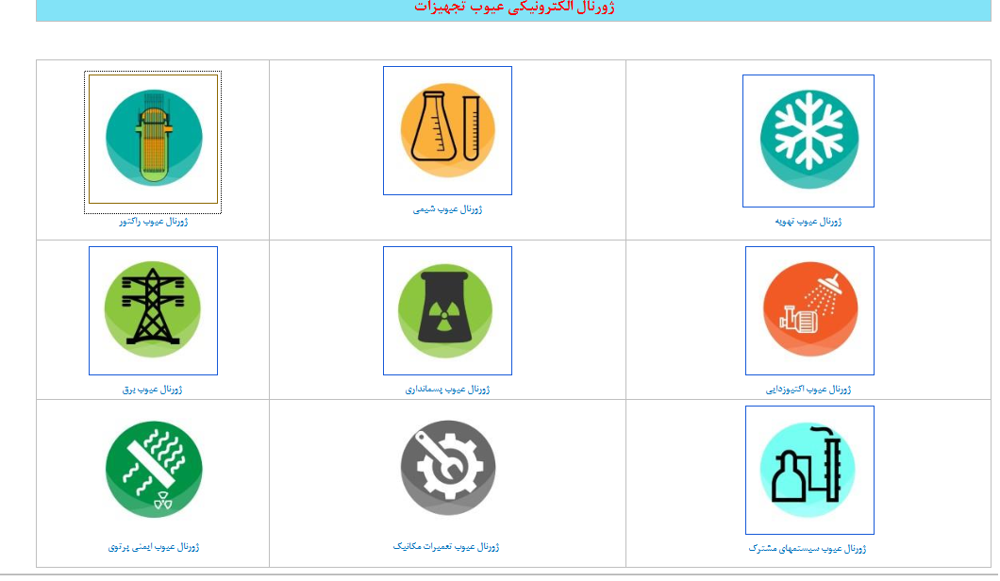 ژورنال الکترونیکی عیوب تجهیزات
ژورنال عیوب تهویه
ژورنال عیوب شیمی
ژورنال عیوب راکتور
ژورنال عیوب اکتیوزدایی
ژورنال عیوب پسمانداری
ژورنال عیوب برق
ژورنال عیوب سیستمهای مشترک
ژورنال عیوب تعمیرات مکانیک
ژورنال عیوب ایمنی پرتوی